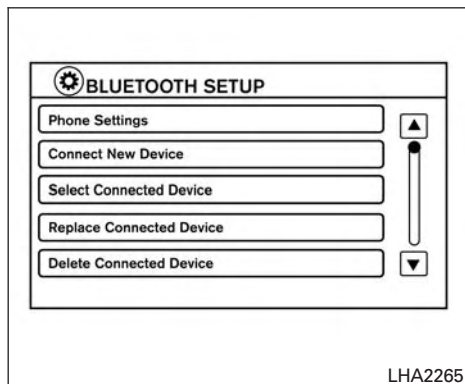 BLUETOOTH SETUP
Phone Settings
Connect New Device
Select Connected Device
Replace Connected Device
Delete Connected Device
LHA2265